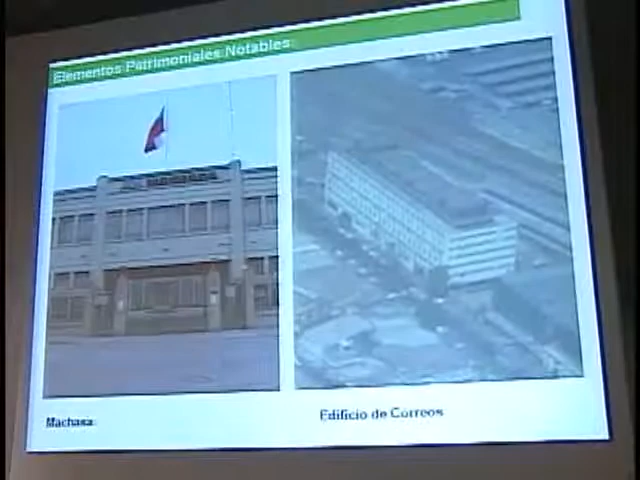 Elementos Patrimoniales Notables:
Machasa.
Edificio de Correos